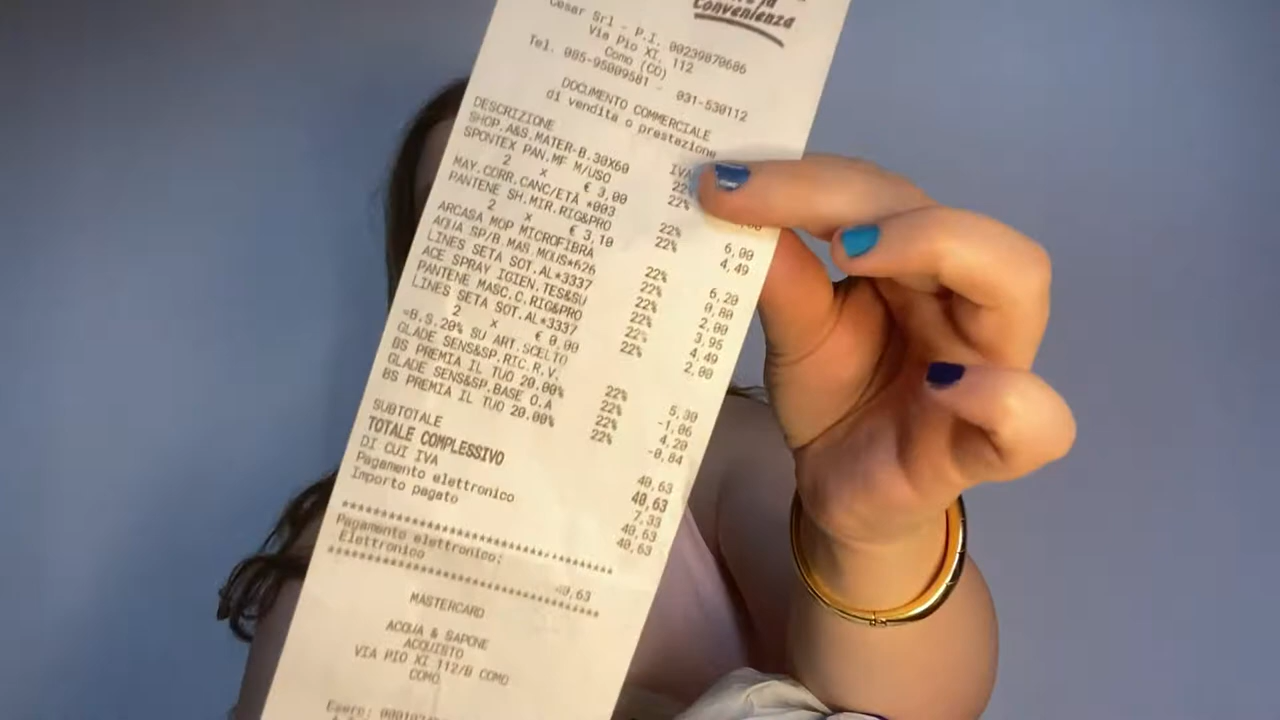 Convenienza
Cesar Srl - P.I. 00239870686
Via Pio XI, 112
Como (CO)
Tel. 085-95009581 - 031-530112
DOCUMENTO COMMERCIALE
di vendita o prestazione
DESCRIZIONE IVA
SHOP.A&S.MATER-B.30X60 22%
SPONTEX PAN.MF M/USO 22%
2 x € 3,00
MAY.CORR.CANC/ETÀ *003 22% 6,00
PANTENE SH.MIR.RIG&PRO 22% 4,49
2 x € 3,10
ARCASA MOP MICROFIBRA 22% 6,20
AQUA SP/B.MAS.MOUS*626 22% 0,80
LINES SETA SOT.AL*3337 22% 2,00
ACE SPRAY IGIEN.TES&SU 22% 3,95
PANTENE MASC.C.RIG&PRO 22% 4,49
LINES SETA SOT.AL*3337 22% 2,00
2 x € 0,00
=B.S.20% SU ART.SCELTO
GLADE SENS&SP.RIC.R.V. 22% 5,30
BS PREMIA IL TUO 20.00% 22% -1,06
GLADE SENS&SP.BASE O.A 22% 4,20
BS PREMIA IL TUO 20.00% 22% -0,84
SUBTOTALE 40,63
TOTALE COMPLESSIVO 40,63
DI CUI IVA 7,33
Pagamento elettronico 40,63
Importo pagato 40,63
Pagamento elettronico:
Elettronico 40,63
MASTERCARD
ACQUA & SAPONE
ACQUISTO
VIA PIO XI 112/B COMO
COMO